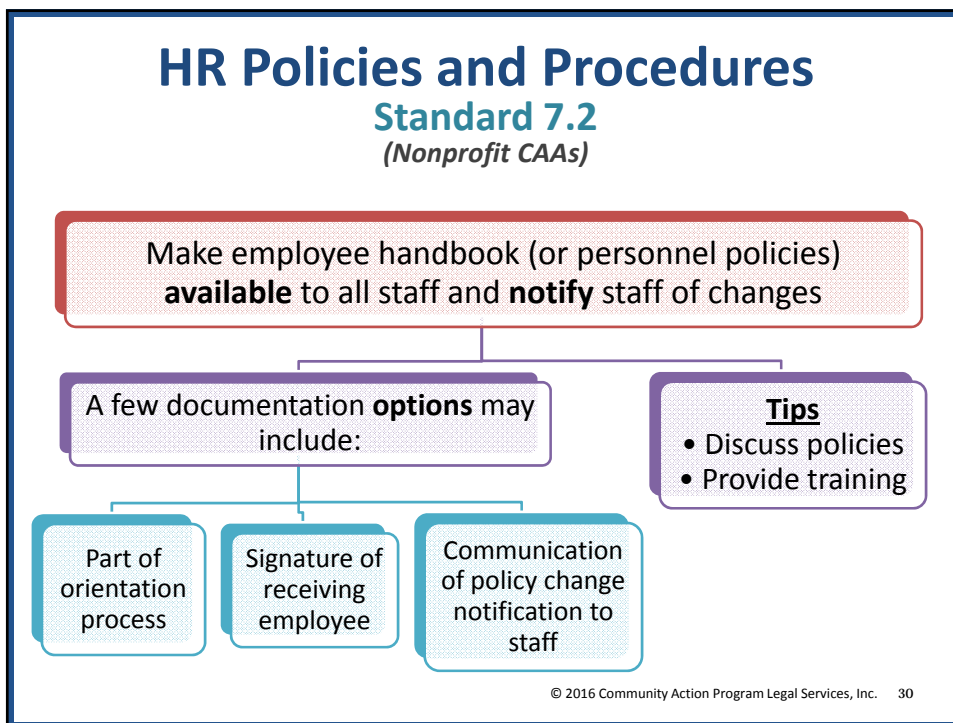 HR Policies and Procedures
Standard 7.2
(Nonprofit CAAs)
Make employee handbook (or personnel policies)
available to all staff and notify staff of changes
A few documentation options may
include:
Tips
• Discuss policies
• Provide training
Part of
orientation
process
Signature of
receiving
employee
Communication
of policy change
notification to
staff
© 2016 Community Action Program Legal Services, Inc. 30